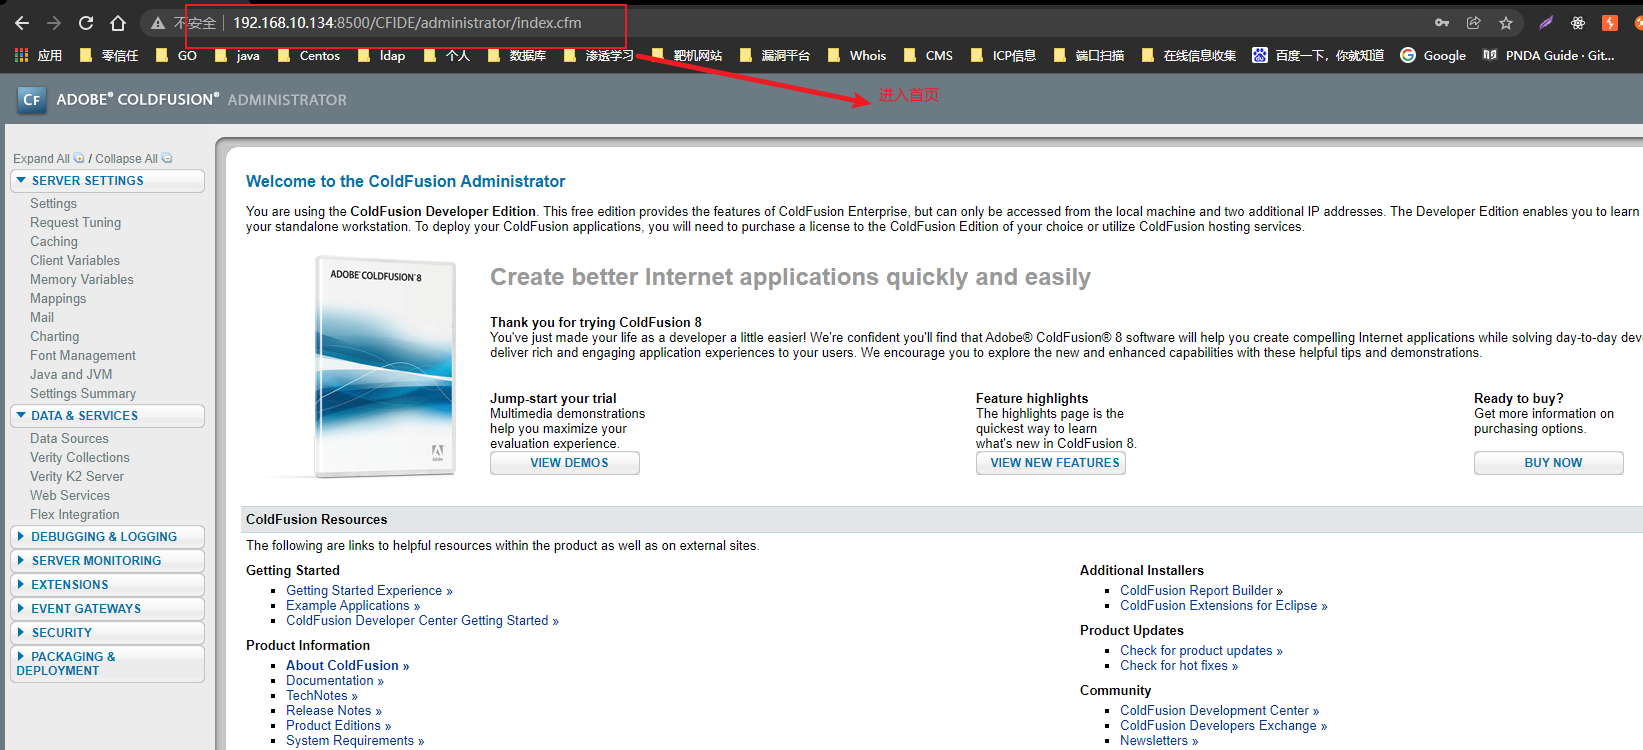 不安全 192.168.10.134:8500/CFIDE/administrator/index.cfm
应用 零信任 GO java Centos ldap 个人 数据库 渗透学习 靶机网站 漏洞平台 Whois CMS ICP信息 端口扫描 在线信息收集 百度一下，你就知道 Google PNDA Guide · Git...
进入首页
CF ADOBE® COLDFUSION® ADMINISTRATOR
Expand All / Collapse All
SERVER SETTINGS
Settings
Request Tuning
Caching
Client Variables
Memory Variables
Mappings
Mail
Charting
Font Management
Java and JVM
Settings Summary
DATA & SERVICES
Data Sources
Verity Collections
Verity K2 Server
Web Services
Flex Integration
DEBUGGING & LOGGING
SERVER MONITORING
EXTENSIONS
EVENT GATEWAYS
SECURITY
PACKAGING &
DEPLOYMENT
Welcome to the ColdFusion Administrator
You are using the ColdFusion Developer Edition. This free edition provides the features of ColdFusion Enterprise, but can only be accessed from the local machine and two additional IP addresses. The Developer Edition enables you to learn
your standalone workstation. To deploy your ColdFusion applications, you will need to purchase a license to the ColdFusion Edition of your choice or utilize ColdFusion hosting services.
ADOBE® COLDFUSION® 8
Adobe
Create better Internet applications quickly and easily
Thank you for trying ColdFusion 8
You've just made your life as a developer a little easier! We're confident you'll find that Adobe® ColdFusion® 8 software will help you create compelling Internet applications while solving day-to-day dev
deliver rich and engaging application experiences to your users. We encourage you to explore the new and enhanced capabilities with these helpful tips and demonstrations.
Jump-start your trial
Multimedia demonstrations
help you maximize your
evaluation experience.
VIEW DEMOS
Feature highlights
The highlights page is the
quickest way to learn
what's new in ColdFusion 8.
VIEW NEW FEATURES
Ready to buy?
Get more information on
purchasing options.
BUY NOW
ColdFusion Resources
The following are links to helpful resources within the product as well as on external sites.
Getting Started
Getting Started Experience »
Example Applications »
ColdFusion Developer Center Getting Started »
Product Information
About ColdFusion »
Documentation »
TechNotes »
Release Notes »
Product Editions »
System Requirements »
Additional Installers
ColdFusion Report Builder »
ColdFusion Extensions for Eclipse »
Product Updates
Check for product updates »
Check for hot fixes »
Community
ColdFusion Development Center »
ColdFusion Developers Exchange »
Newsletters »